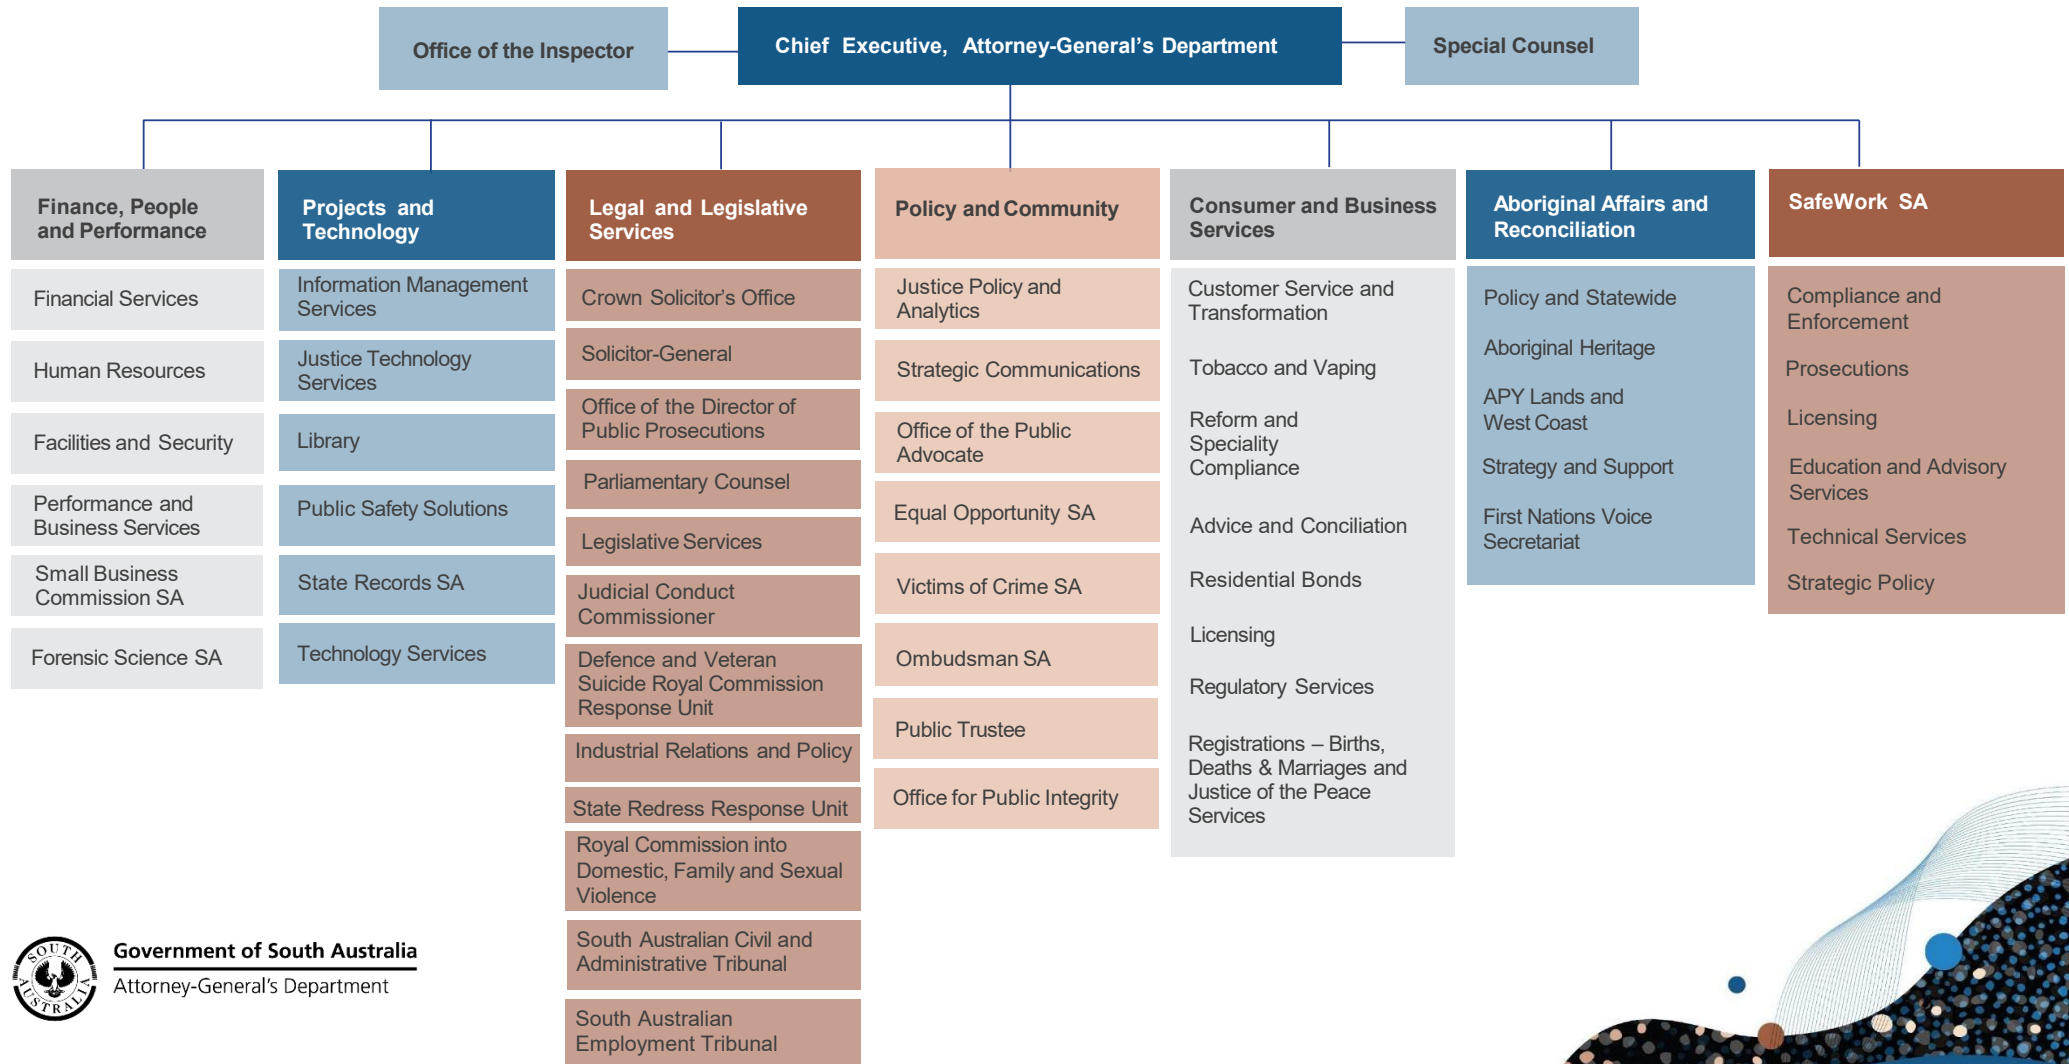 Office of the Inspector
Chief Executive, Attorney-General's Department
Special Counsel
Finance, People
and Performance
Financial Services
Human Resources
Facilities and Security
Performance and
Business Services
Small Business
Commission SA
Forensic Science SA
Projects and
Technology
Information Management
Services
Justice Technology
Services
Library
Public Safety Solutions
State Records SA
Technology Services
Legal and Legislative
Services
Crown Solicitor's Office
Solicitor-General
Office of the Director of
Public Prosecutions
Parliamentary Counsel
Legislative Services
Judicial Conduct
Commissioner
Defence and Veteran
Suicide Royal Commission
Response Unit
Industrial Relations and Policy
State Redress Response Unit
Royal Commission into
Domestic, Family and Sexual
Violence
South Australian Civil and
Administrative Tribunal
South Australian
Employment Tribunal
Policy and Community
Justice Policy and
Analytics
Strategic Communications
Office of the Public
Advocate
Equal Opportunity SA
Victims of Crime SA
Ombudsman SA
Public Trustee
Office for Public Integrity
Consumer and Business
Services
Customer Service and
Transformation
Tobacco and Vaping
Reform and
Speciality
Compliance
Advice and Conciliation
Residential Bonds
Licensing
Regulatory Services
Registrations – Births,
Deaths & Marriages and
Justice of the Peace
Services
Aboriginal Affairs and
Reconciliation
Policy and Statewide
Aboriginal Heritage
APY Lands and
West Coast
Strategy and Support
First Nations Voice
Secretariat
SafeWork SA
Compliance and
Enforcement
Prosecutions
Licensing
Education and Advisory
Services
Technical Services
Strategic Policy
SOUTH AUSTRALIA
Government of South Australia
Attorney-General's Department